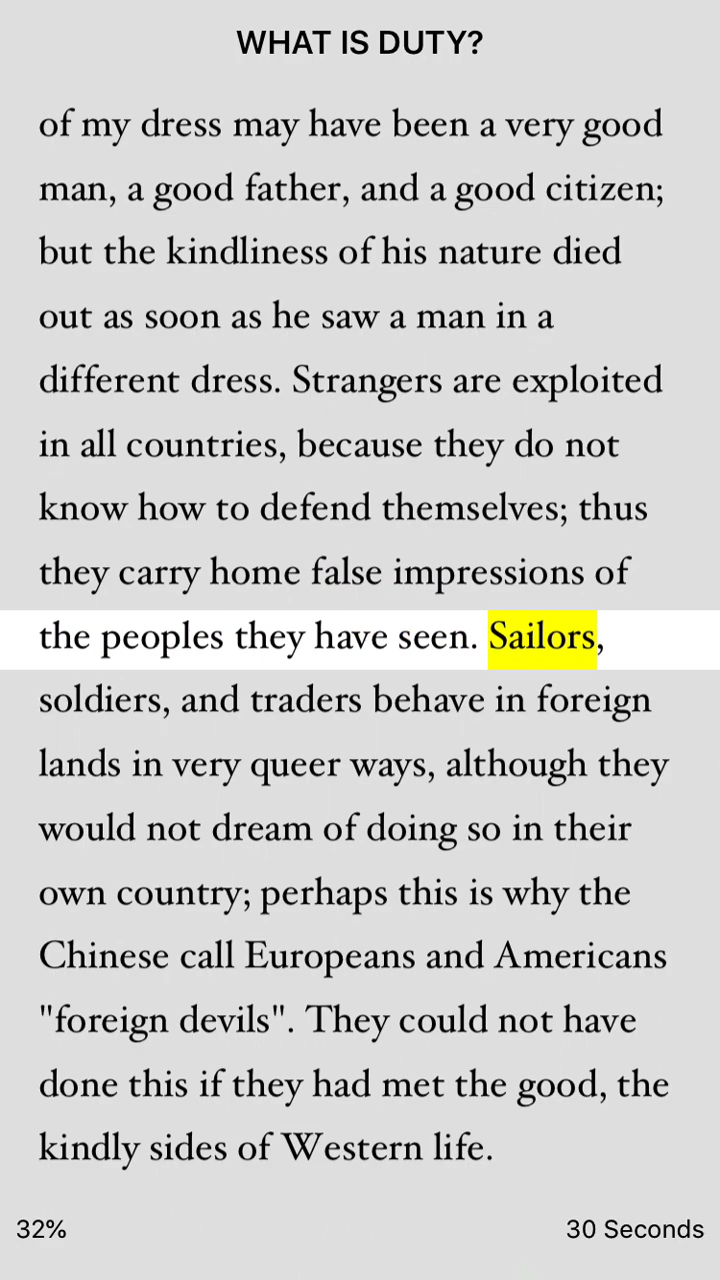 WHAT IS DUTY?
of my dress may have been a very good
man, a good father, and a good citizen;
but the kindliness of his nature died
out as soon as he saw a man in a
different dress. Strangers are exploited
in all countries, because they do not
know how to defend themselves; thus
they carry home false impressions of
the peoples they have seen. Sailors,
soldiers, and traders behave in foreign
lands in very queer ways, although they
would not dream of doing so in their
own country; perhaps this is why the
Chinese call Europeans and Americans
"foreign devils". They could not have
done this if they had met the good, the
kindly sides of Western life.
32%
30 Seconds